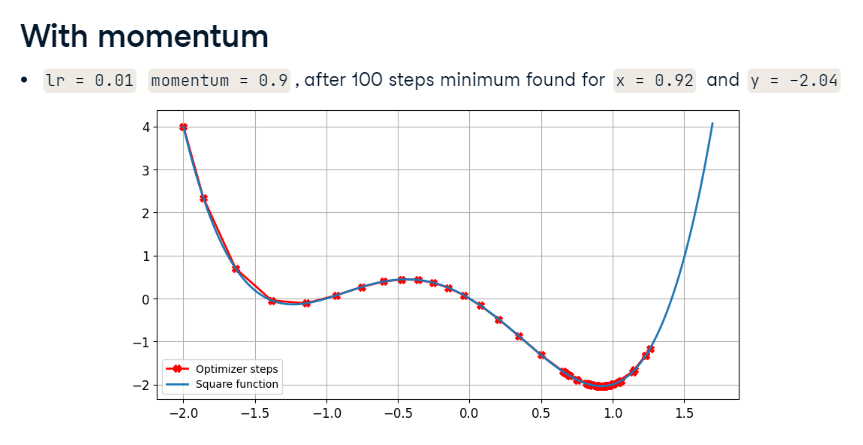 With momentum
• lr = 0.01 momentum = 0.9 , after 100 steps minimum found for x = 0.92 and y = -2.04
4
3
2
1
0
−1
−2
Optimizer steps
Square function
−2.0 −1.5 −1.0 −0.5 0.0 0.5 1.0 1.5